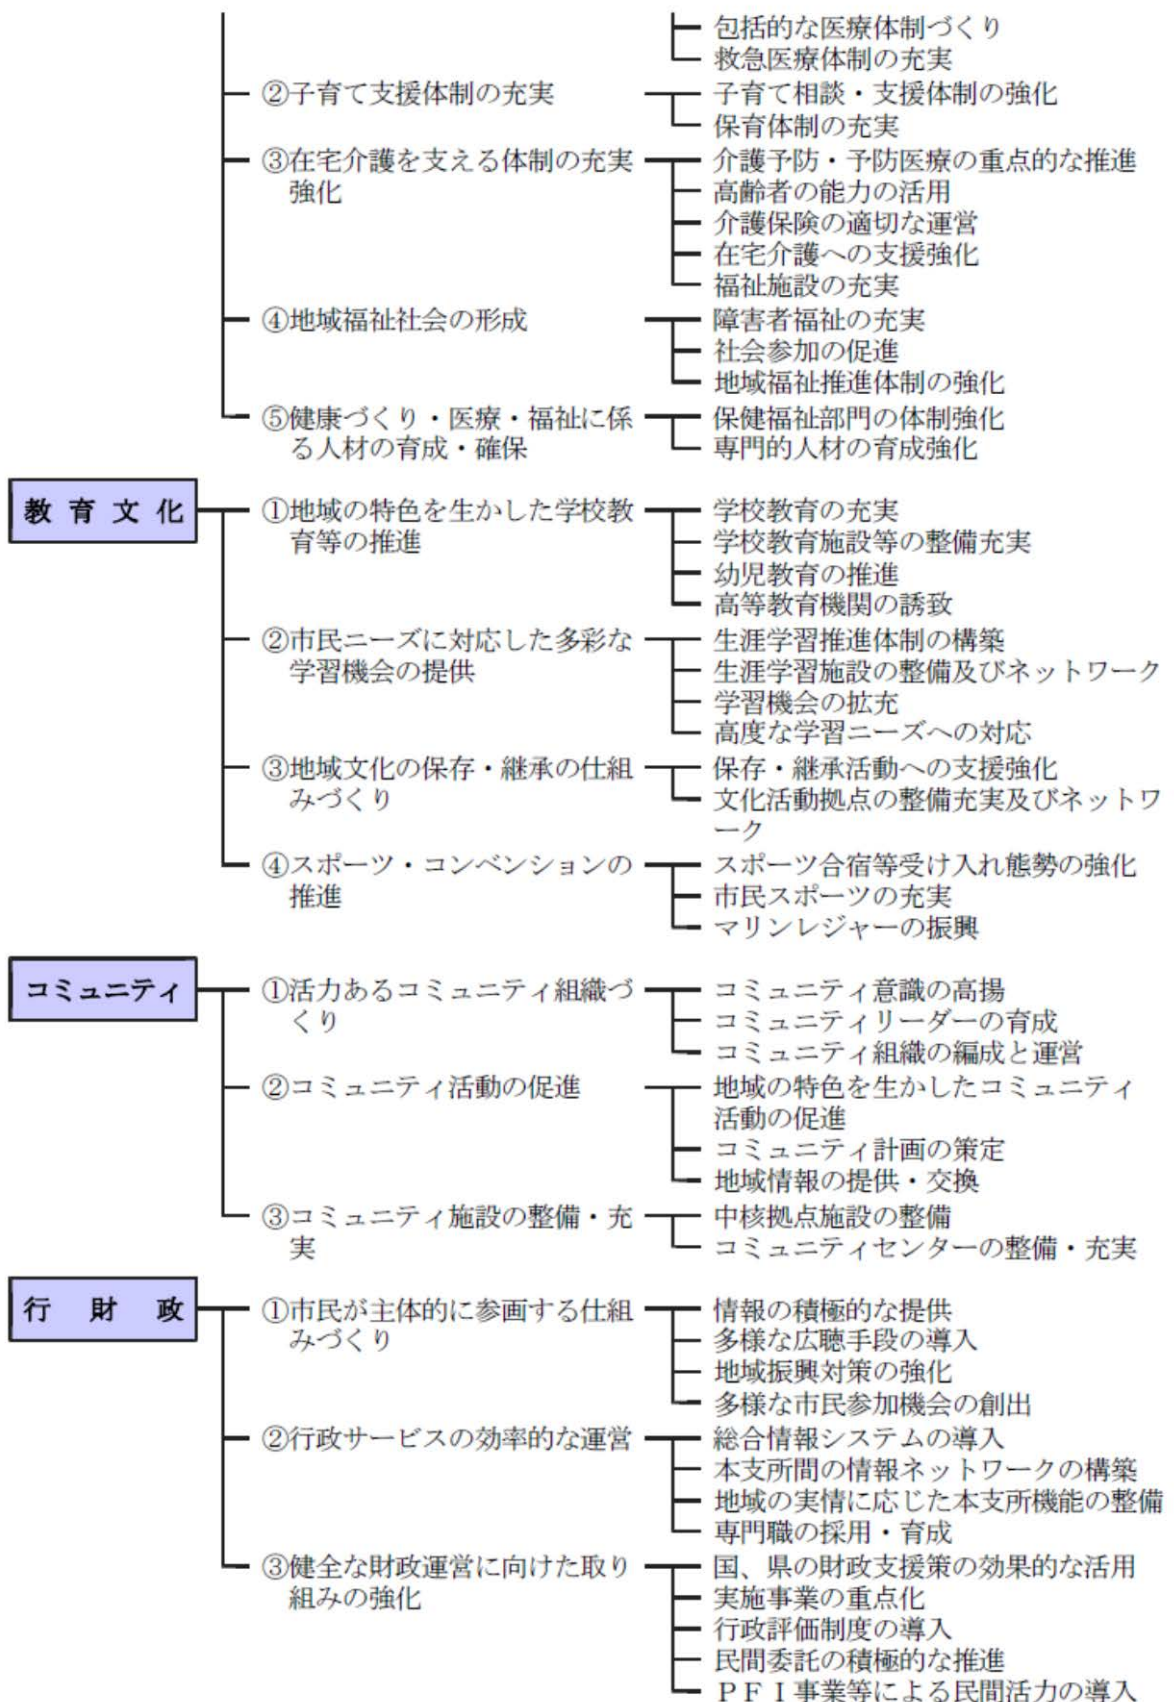 包括的な医療体制づくり
救急医療体制の充実
②子育て支援体制の充実
子育て相談・支援体制の強化
保育体制の充実
③在宅介護を支える体制の充実
強化
介護予防・予防医療の重点的な推進
高齢者の能力の活用
介護保険の適切な運営
在宅介護への支援強化
福祉施設の充実
④地域福祉社会の形成
障害者福祉の充実
社会参加の促進
地域福祉推進体制の強化
⑤健康づくり・医療・福祉に係
る人材の育成・確保
保健福祉部門の体制強化
専門的人材の育成強化
教育文化
①地域の特色を生かした学校教
育等の推進
学校教育の充実
学校教育施設等の整備充実
幼児教育の推進
高等教育機関の誘致
②市民ニーズに対応した多彩な
学習機会の提供
生涯学習推進体制の構築
生涯学習施設の整備及びネットワーク
学習機会の拡充
高度な学習ニーズへの対応
③地域文化の保存・継承の仕組
みづくり
保存・継承活動への支援強化
文化活動拠点の整備充実及びネットワ
ーク
④スポーツ・コンベンションの
推進
スポーツ合宿等受け入れ態勢の強化
市民スポーツの充実
マリンレジャーの振興
コミュニティ
①活力あるコミュニティ組織づ
くり
コミュニティ意識の高揚
コミュニティリーダーの育成
コミュニティ組織の編成と運営
②コミュニティ活動の促進
地域の特色を生かしたコミュニティ
活動の促進
コミュニティ計画の策定
地域情報の提供・交換
③コミュニティ施設の整備・充
実
中核拠点施設の整備
コミュニティセンターの整備・充実
行財政
①市民が主体的に参画する仕組
みづくり
情報の積極的な提供
多様な広聴手段の導入
地域振興対策の強化
多様な市民参加機会の創出
②行政サービスの効率的な運営
総合情報システムの導入
本支所間の情報ネットワークの構築
地域の実情に応じた本支所機能の整備
専門職の採用・育成
③健全な財政運営に向けた取り
組みの強化
国、県の財政支援策の効果的な活用
実施事業の重点化
行政評価制度の導入
民間委託の積極的な推進
ＰＦＩ事業等による民間活力の導入